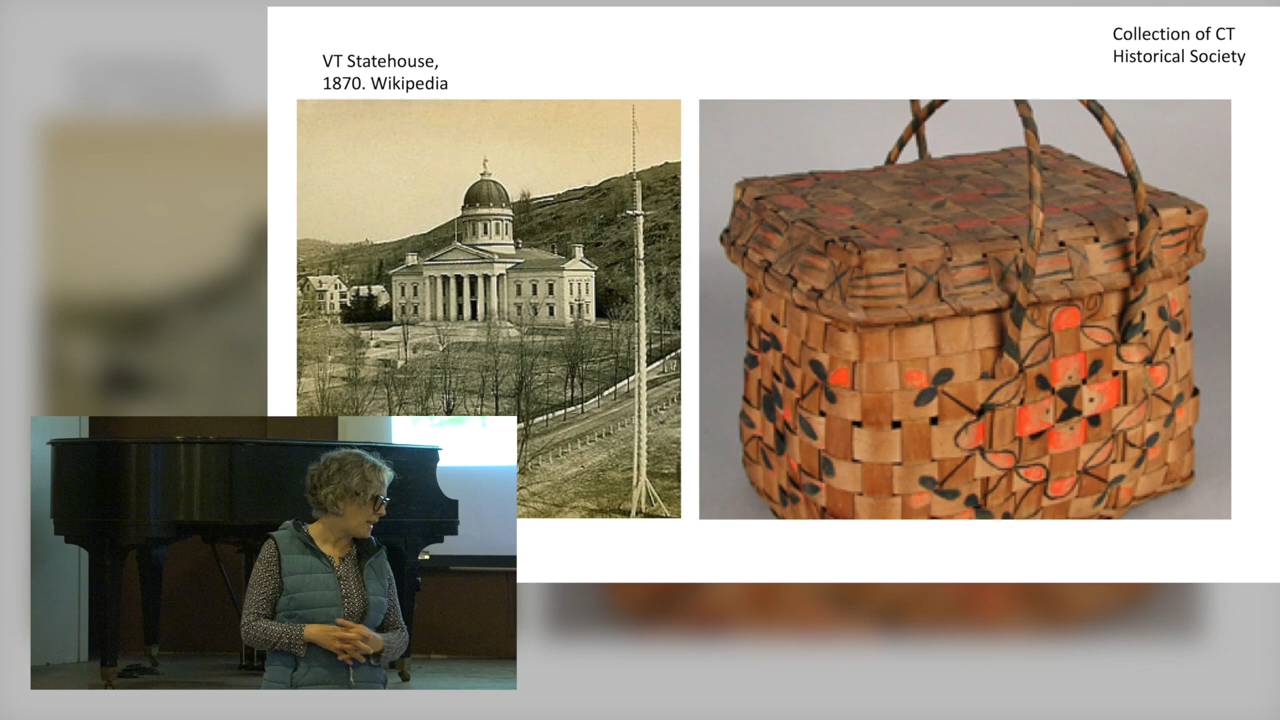 VT Statehouse,
1870. Wikipedia
Collection of CT
Historical Society